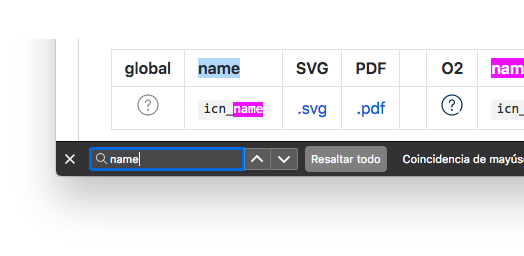 global name SVG PDF O2 nam
icn_name .svg .pdf icn_
name Resaltar todo Coincidencia de mayús